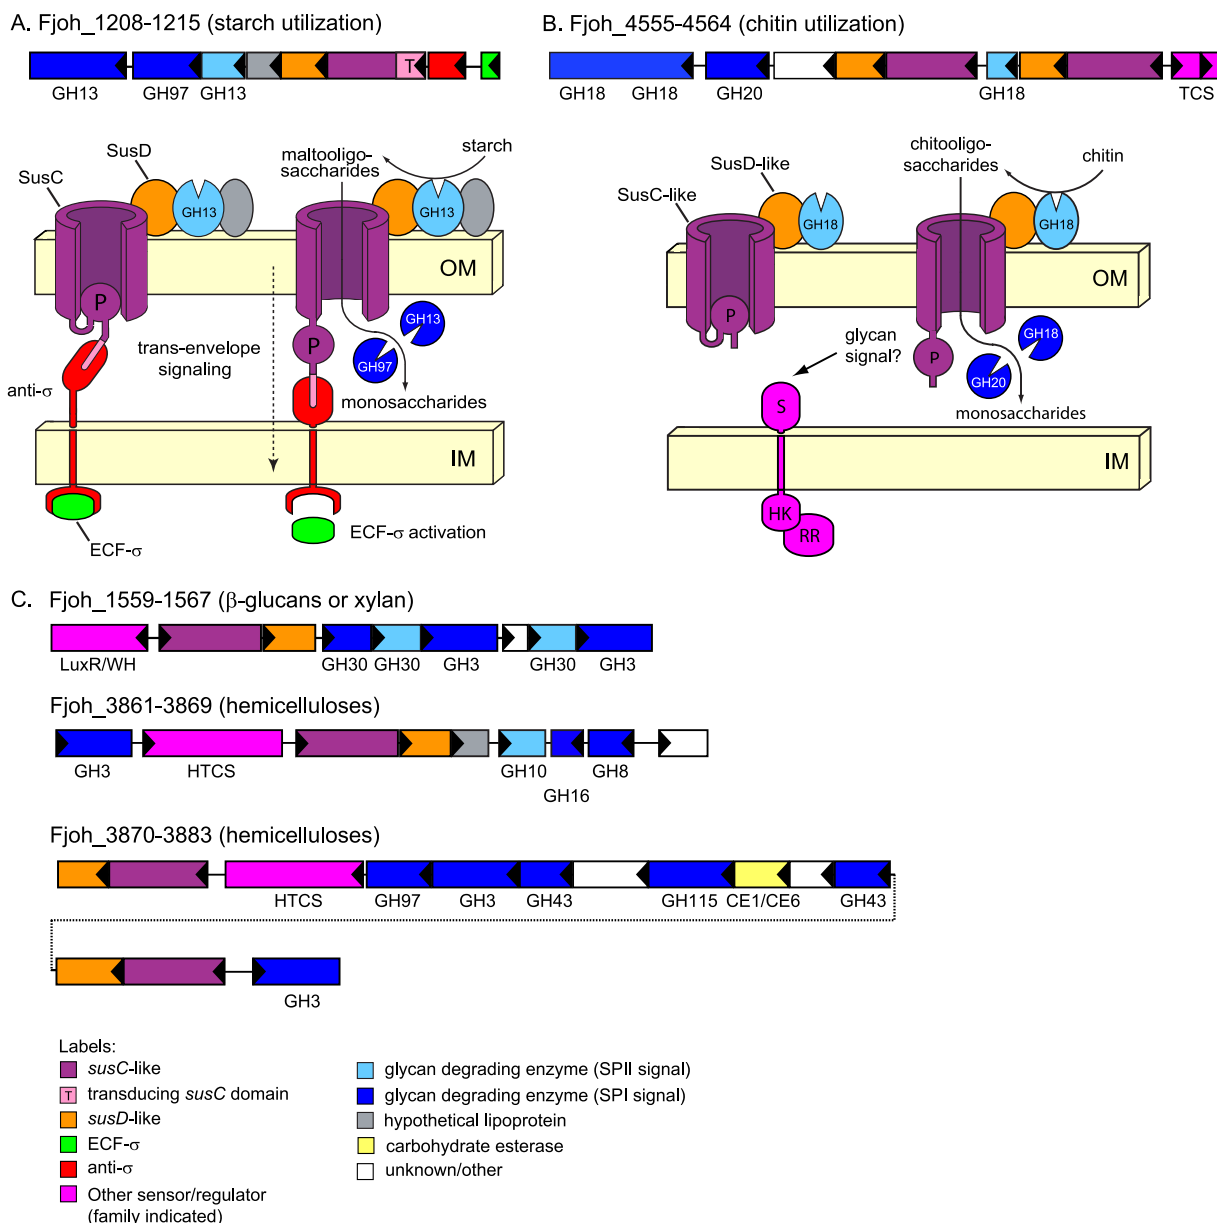 A. Fjoh_1208-1215 (starch utilization)
T
GH13 GH97 GH13
SusD
SusC
maltooligo-
saccharides
starch
GH13
GH13
P
OM
trans-envelope
signaling
P
GH13
GH97
anti-σ
monosaccharides
IM
ECF-σ
ECF-σ activation
B. Fjoh_4555-4564 (chitin utilization)
GH18 GH18 GH20 GH18 TCS
SusD-like
SusC-like
chitooligo-
saccharides
chitin
GH18
GH18
OM
P
glycan
signal?
P
GH18
GH20
monosaccharides
S
IM
HK
RR
C. Fjoh_1559-1567 (β-glucans or xylan)
LuxR/WH GH30 GH30 GH3 GH30 GH3
Fjoh_3861-3869 (hemicelluloses)
GH3 HTCS GH10 GH8
GH16
Fjoh_3870-3883 (hemicelluloses)
HTCS GH97 GH3 GH43 GH115 CE1/CE6 GH43
GH3
Labels:
susC-like
T transducing susC domain
susD-like
ECF-σ
anti-σ
Other sensor/regulator
(family indicated)
glycan degrading enzyme (SPII signal)
glycan degrading enzyme (SPI signal)
hypothetical lipoprotein
carbohydrate esterase
unknown/other